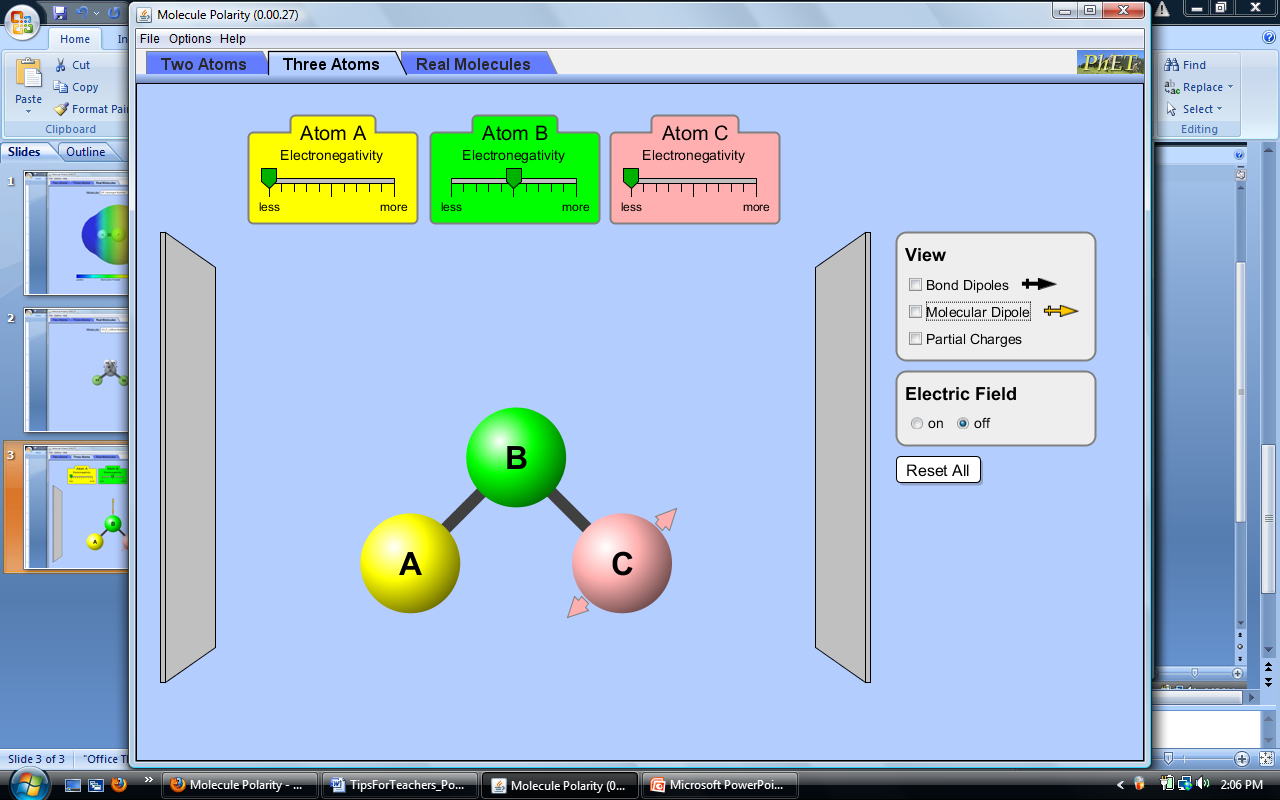 Molecule Polarity (0.00.27)
File Options Help
Home
In
Two Atoms Three Atoms Real Molecules
PhET
Paste
Cut
Copy
Format Pai
Clipboard
Find
Replace
Select
Editing
Slides Outline
Atom A
Electronegativity
less more
Atom B
Electronegativity
less more
Atom C
Electronegativity
less more
1
2
3
View
Bond Dipoles
Molecular Dipole
Partial Charges
Electric Field
on off
Reset All
B
A
C
Slide 3 of 3
"Office T
Molecule Polarity - ...
TipsForTeachers_Po...
Molecule Polarity (0...
Microsoft PowerPoi...
2:06 PM